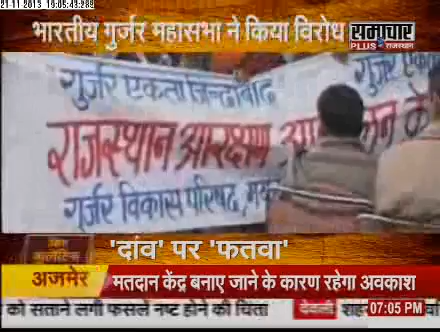 21-11-2013 19:05:43:288
भारतीय गुर्जर महासभा ने किया विरोध
समाचार
PLUS राजस्थान
गुर्जर एकता जिन्दाबाद
गुर्जर
राजस्थान आरक्षण
के
गुर्जर विकास परिषद,
'दांव' पर 'फतवा'
अजमेर
मतदान केंद्र बनाए जाने के कारण रहेगा अवकाश
को सताने लगी फसले नष्ट होने की चिंता
07:05 PM